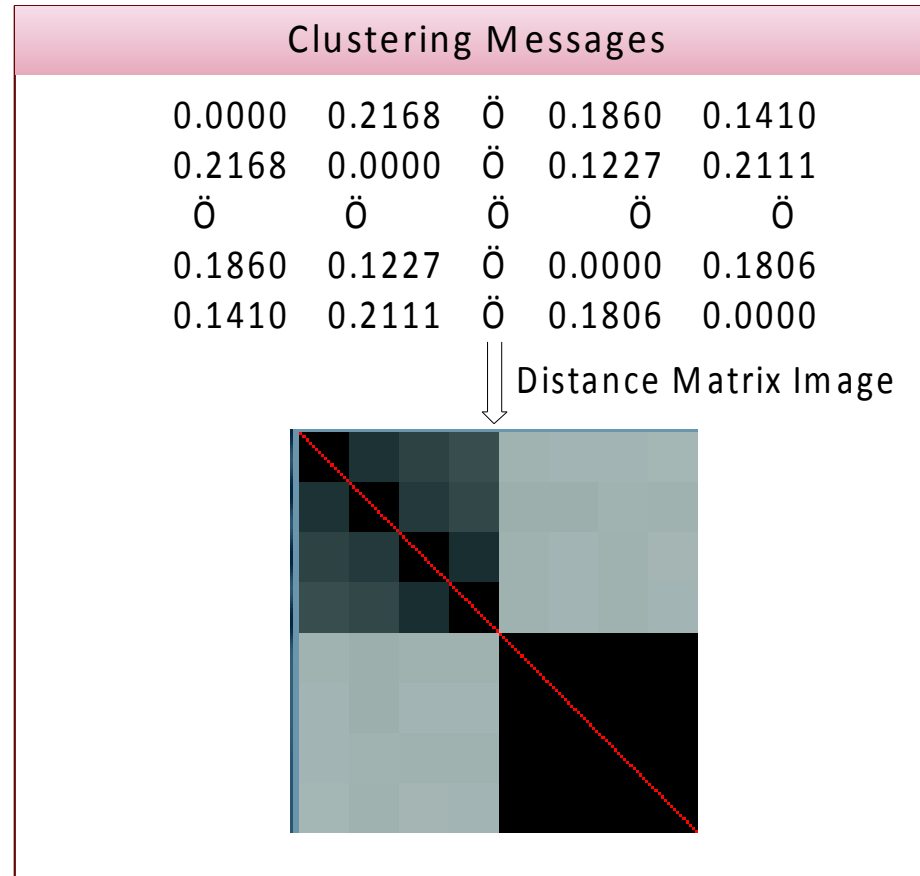 Clustering Messages
0.0000 0.2168 Ö 0.1860 0.1410
0.2168 0.0000 Ö 0.1227 0.2111
Ö Ö Ö Ö Ö
0.1860 0.1227 Ö 0.0000 0.1806
0.1410 0.2111 Ö 0.1806 0.0000
Distance Matrix Image